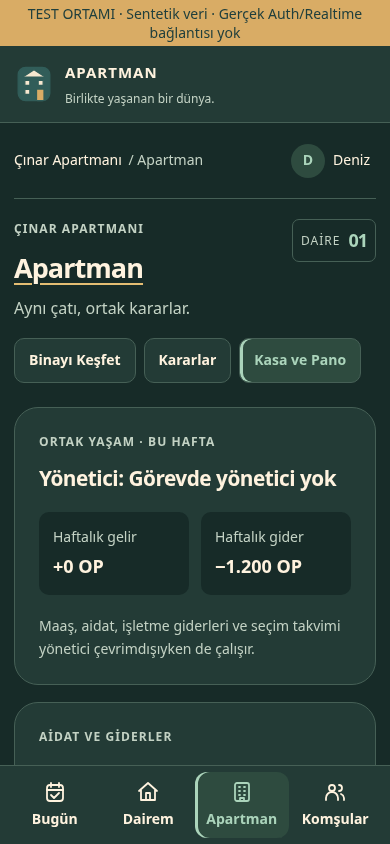 TEST ORTAMI · Sentetik veri · Gerçek Auth/Realtime
bağlantısı yok
APARTMAN
Birlikte yaşanan bir dünya.
Çınar Apartmanı / Apartman
D Deniz
ÇINAR APARTMANI
DAİRE 01
Apartman
Aynı çatı, ortak kararlar.
Binayı Keşfet Kararlar Kasa ve Pano
ORTAK YAŞAM · BU HAFTA
Yönetici: Görevde yönetici yok
Haftalık gelir Haftalık gider
+0 OP −1.200 OP
Maaş, aidat, işletme giderleri ve seçim takvimi
yönetici çevrimdışıyken de çalışır.
AİDAT VE GİDERLER
Bugün Dairem Apartman Komşular